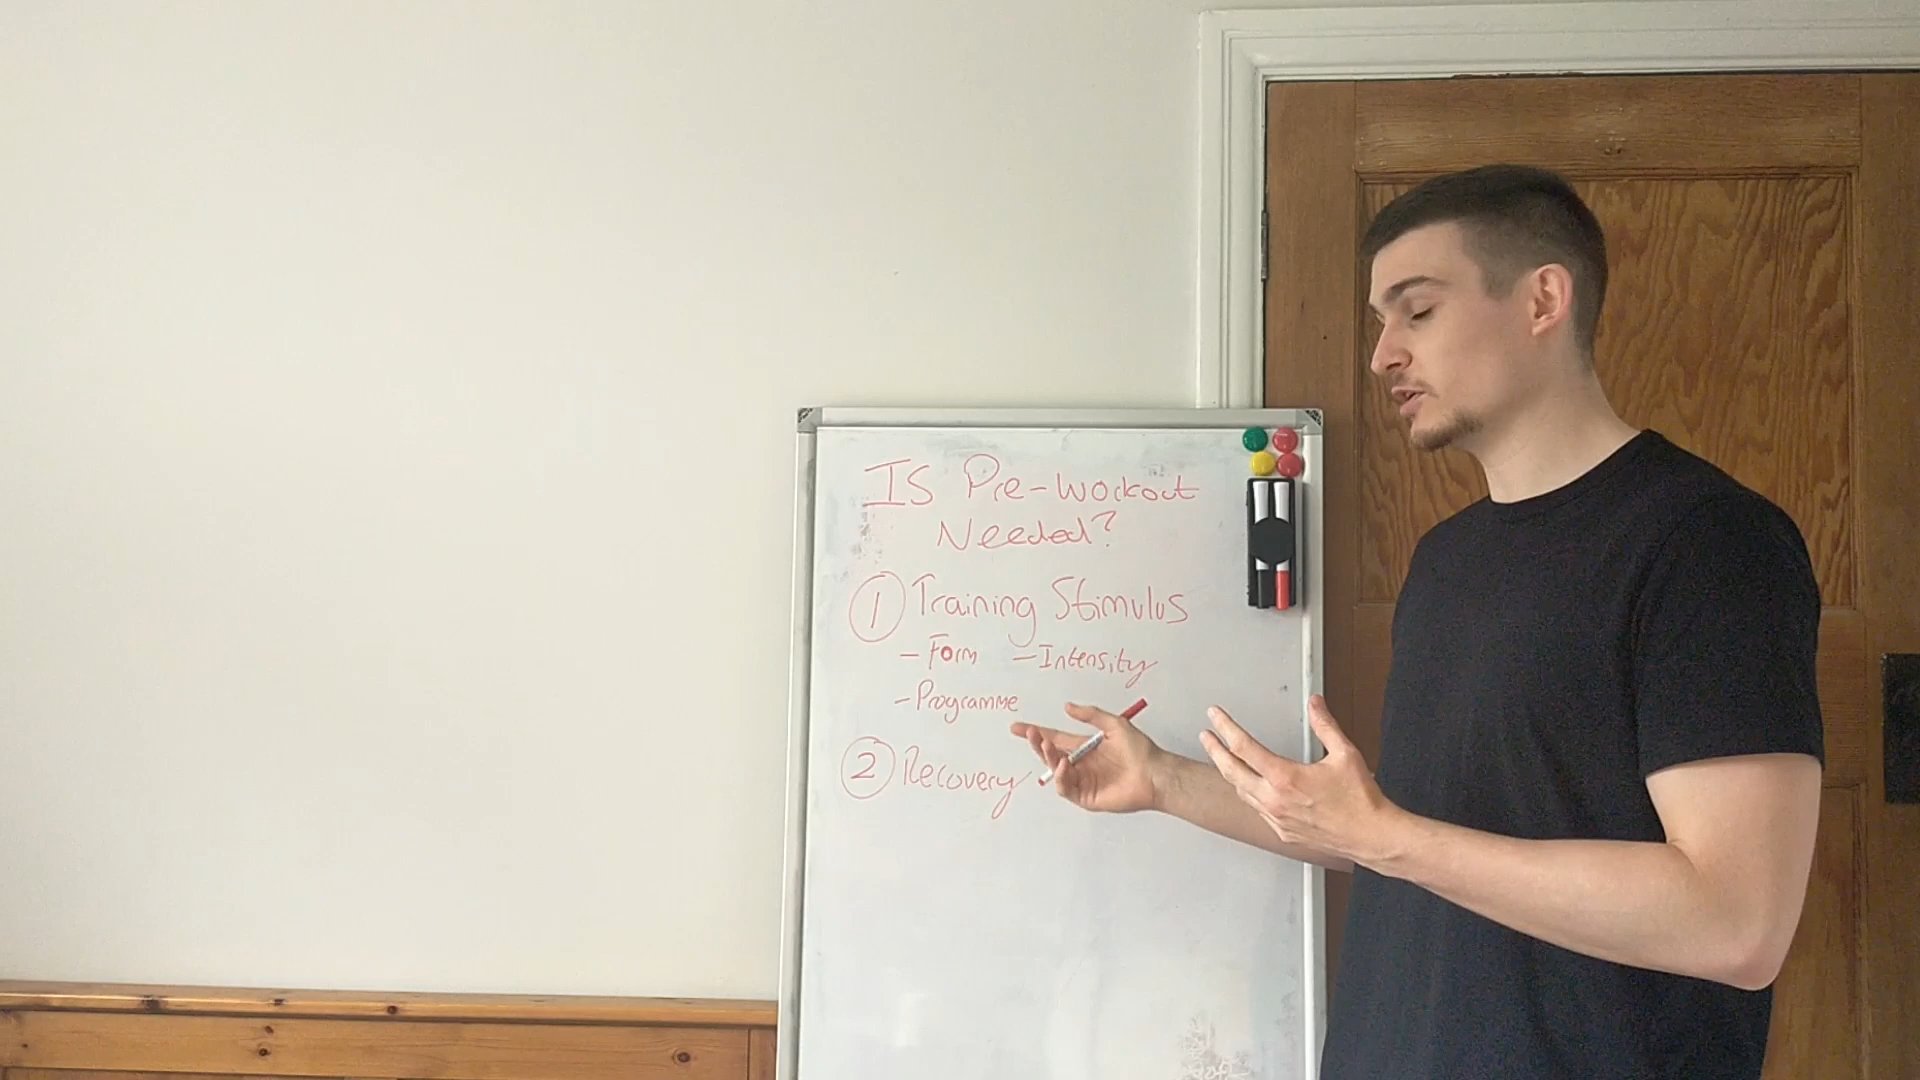 Is Pre-Workout
Needed?
1 Training Stimulus
- Form - Intensity
- Programme
2 Recovery